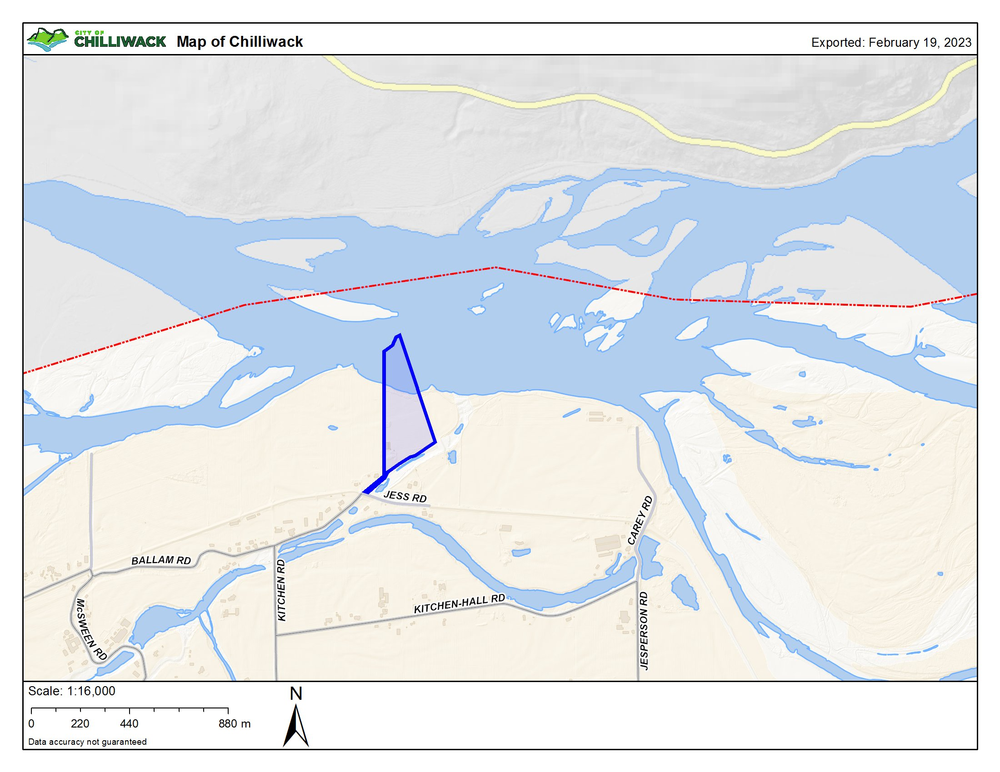 CITY OF
CHILLIWACK
Map of Chilliwack
Exported: February 19, 2023
JESS RD
CAREY RD
BALLAM RD
KITCHEN RD
KITCHEN-HALL RD
McSWEEN RD
JESPERSON RD
Scale: 1:16,000
N
0 220 440 880 m
Data accuracy not guaranteed